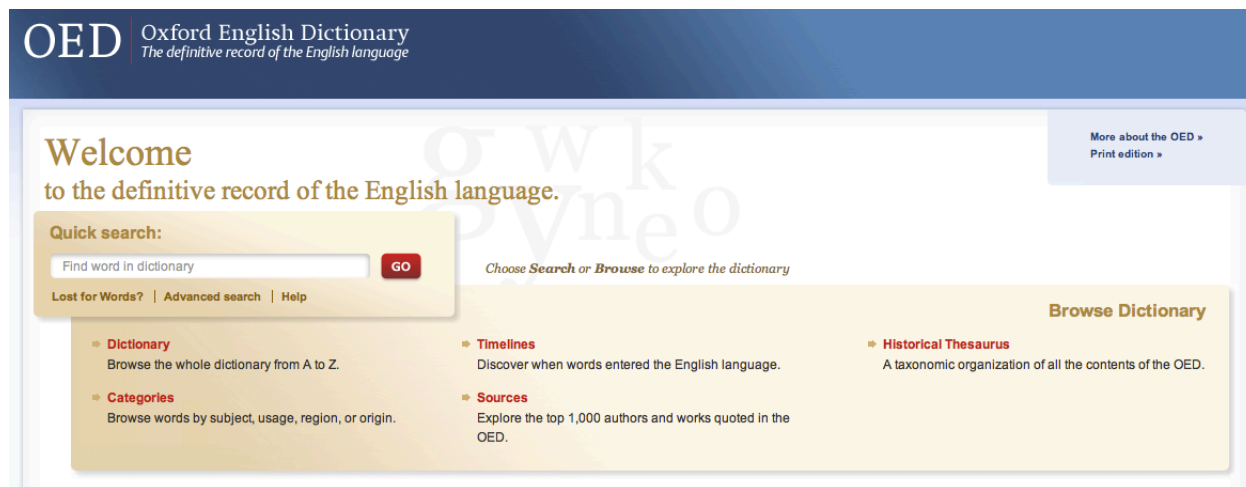 OED
Oxford English Dictionary
The definitive record of the English language
More about the OED »
Print edition »
Welcome
to the definitive record of the English language.
g w k
g y n e o
Quick search:
Find word in dictionary
GO
Choose Search or Browse to explore the dictionary
Lost for Words? | Advanced search | Help
Browse Dictionary
Dictionary
Browse the whole dictionary from A to Z.
Categories
Browse words by subject, usage, region, or origin.
Timelines
Discover when words entered the English language.
Sources
Explore the top 1,000 authors and works quoted in the
OED.
Historical Thesaurus
A taxonomic organization of all the contents of the OED.